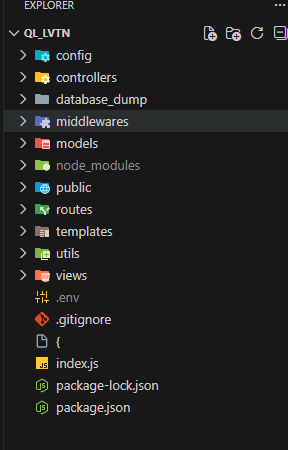 EXPLORER
QL_LVTN
config
controllers
database_dump
middlewares
models
node_modules
public
routes
templates
utils
views
.env
.gitignore
{
JS index.js
package-lock.json
package.json